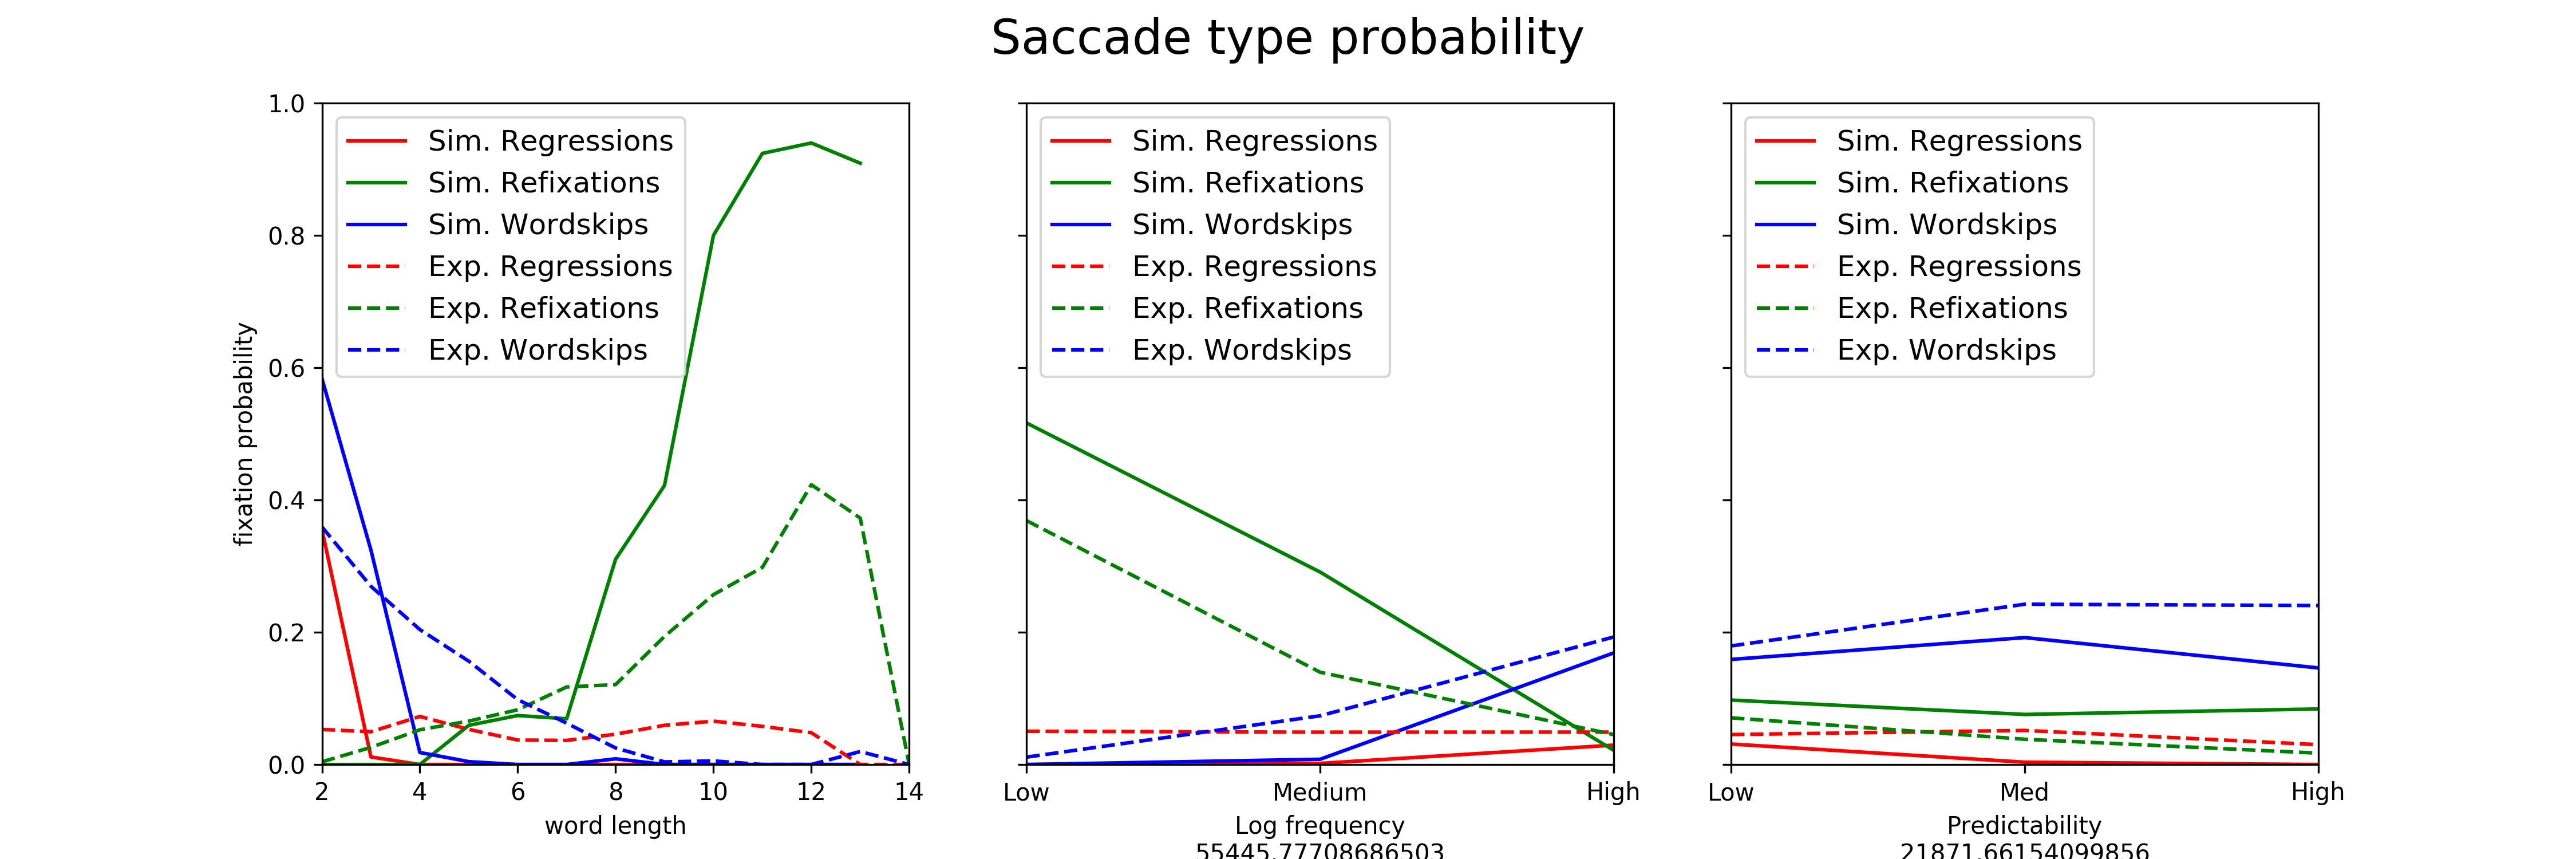 Saccade type probability
fixation probability
1.0
0.8
0.6
0.4
0.2
0.0
Sim. Regressions
Sim. Refixations
Sim. Wordskips
Exp. Regressions
Exp. Refixations
Exp. Wordskips
2 4 6 8 10 12 14
word length
Sim. Regressions
Sim. Refixations
Sim. Wordskips
Exp. Regressions
Exp. Refixations
Exp. Wordskips
Low Medium High
Log frequency
55445.77708686503
Sim. Regressions
Sim. Refixations
Sim. Wordskips
Exp. Regressions
Exp. Refixations
Exp. Wordskips
Low Med High
Predictability
21871.66154099856